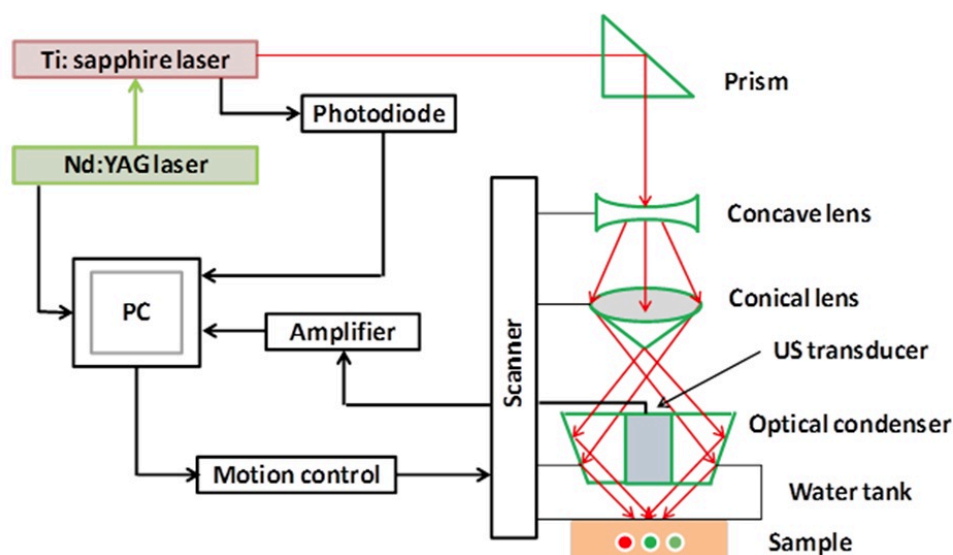 Ti: sapphire laser
Prism
Photodiode
Nd:YAG laser
Concave lens
PC
Conical lens
Amplifier
Scanner
US transducer
Optical condenser
Motion control
Water tank
Sample